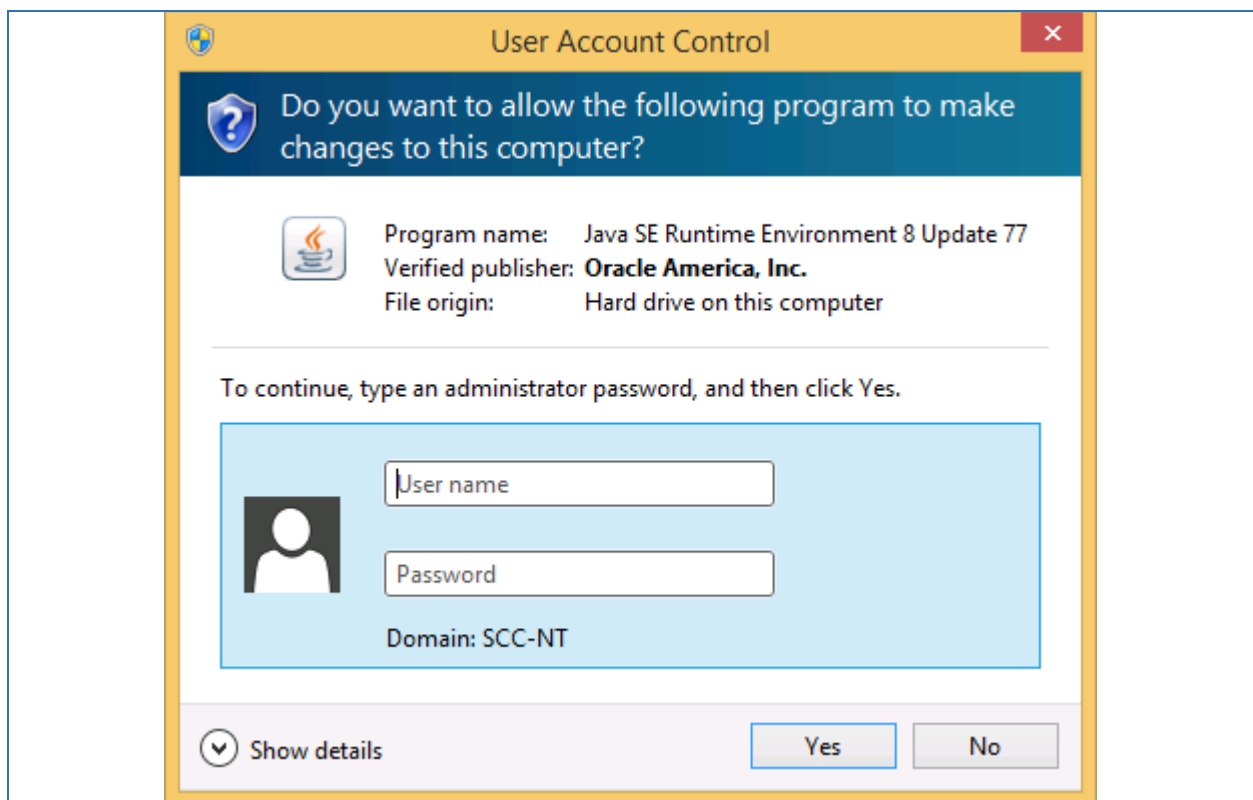 User Account Control
Do you want to allow the following program to make
changes to this computer?
Program name: Java SE Runtime Environment 8 Update 77
Verified publisher: Oracle America, Inc.
File origin: Hard drive on this computer
To continue, type an administrator password, and then click Yes.
User name
Password
Domain: SCC-NT
Show details Yes No